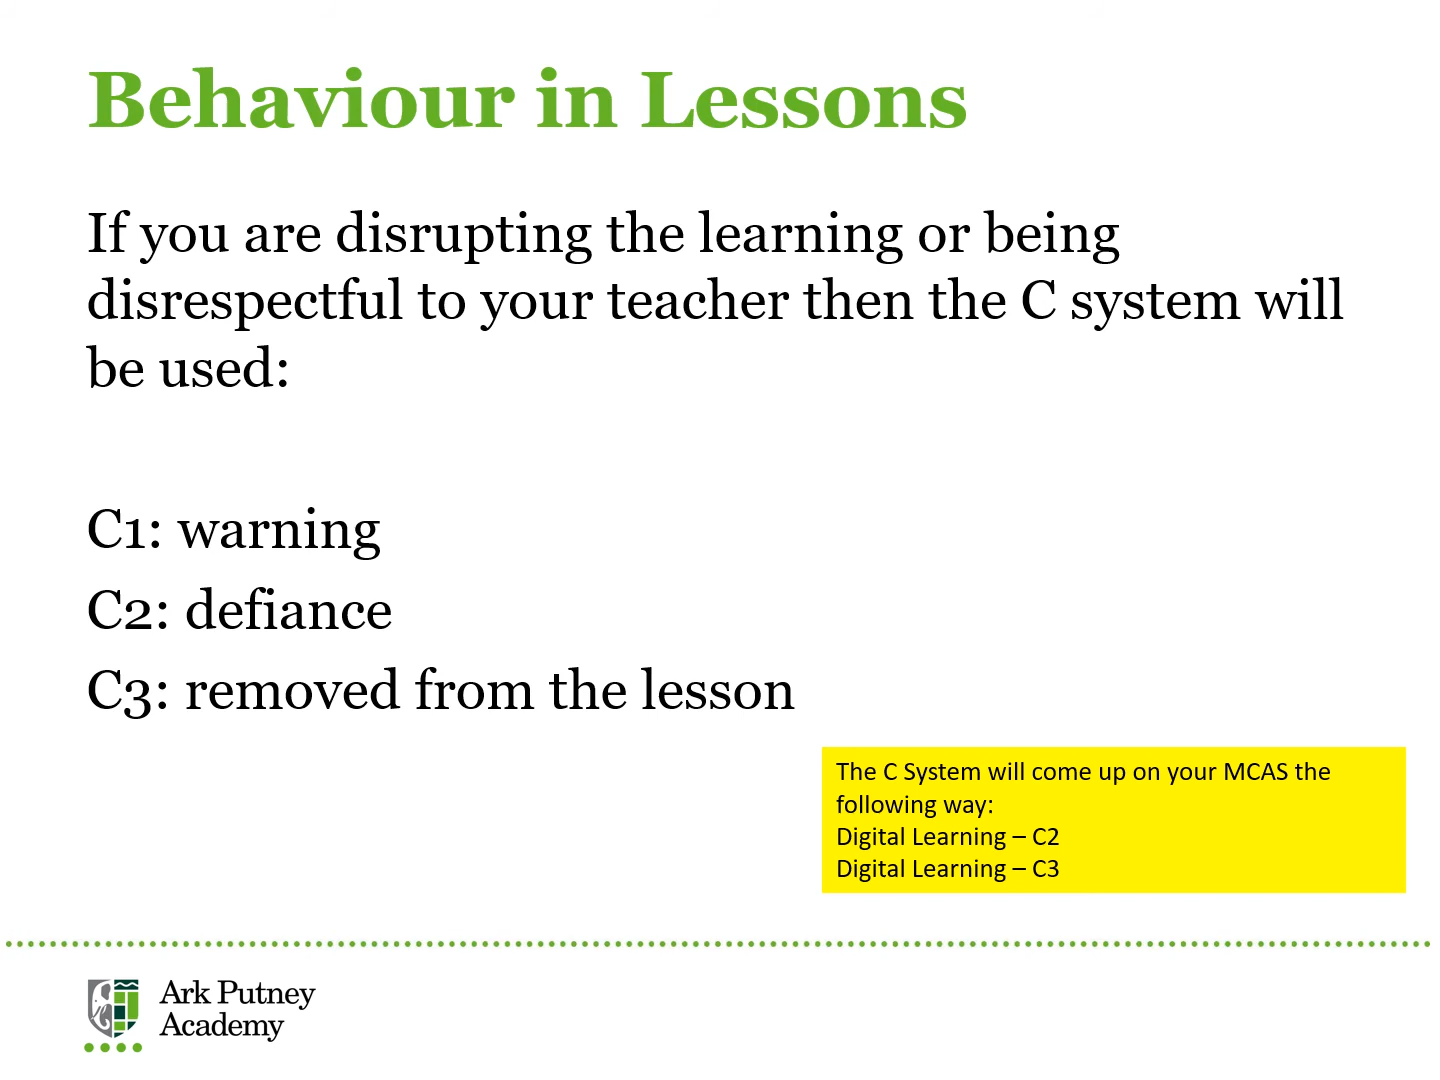 Behaviour in Lessons
If you are disrupting the learning or being
disrespectful to your teacher then the C system will
be used:
C1: warning
C2: defiance
C3: removed from the lesson
The C System will come up on your MCAS the
following way:
Digital Learning – C2
Digital Learning – C3
Ark Putney
Academy